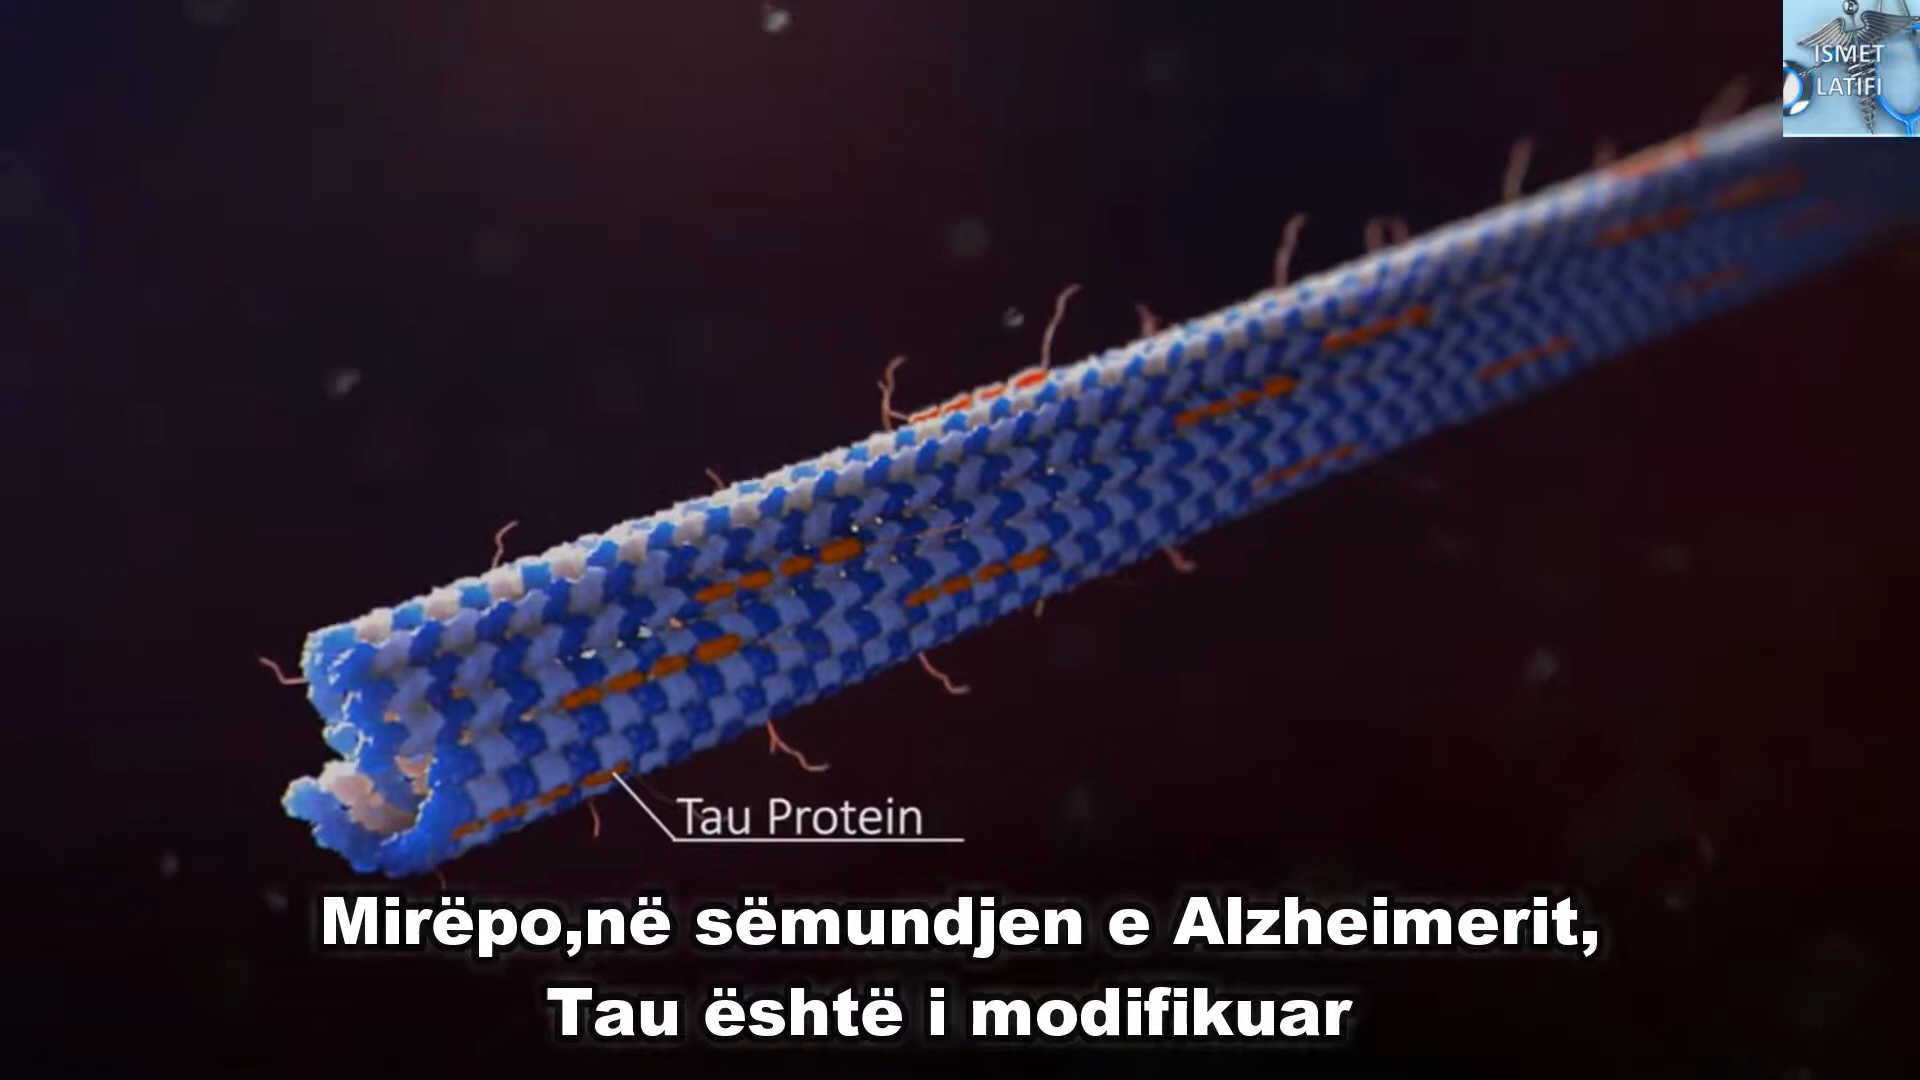 ISMET
LATIFI
Tau Protein
Mirëpo,në sëmundjen e Alzheimerit,
Tau është i modifikuar